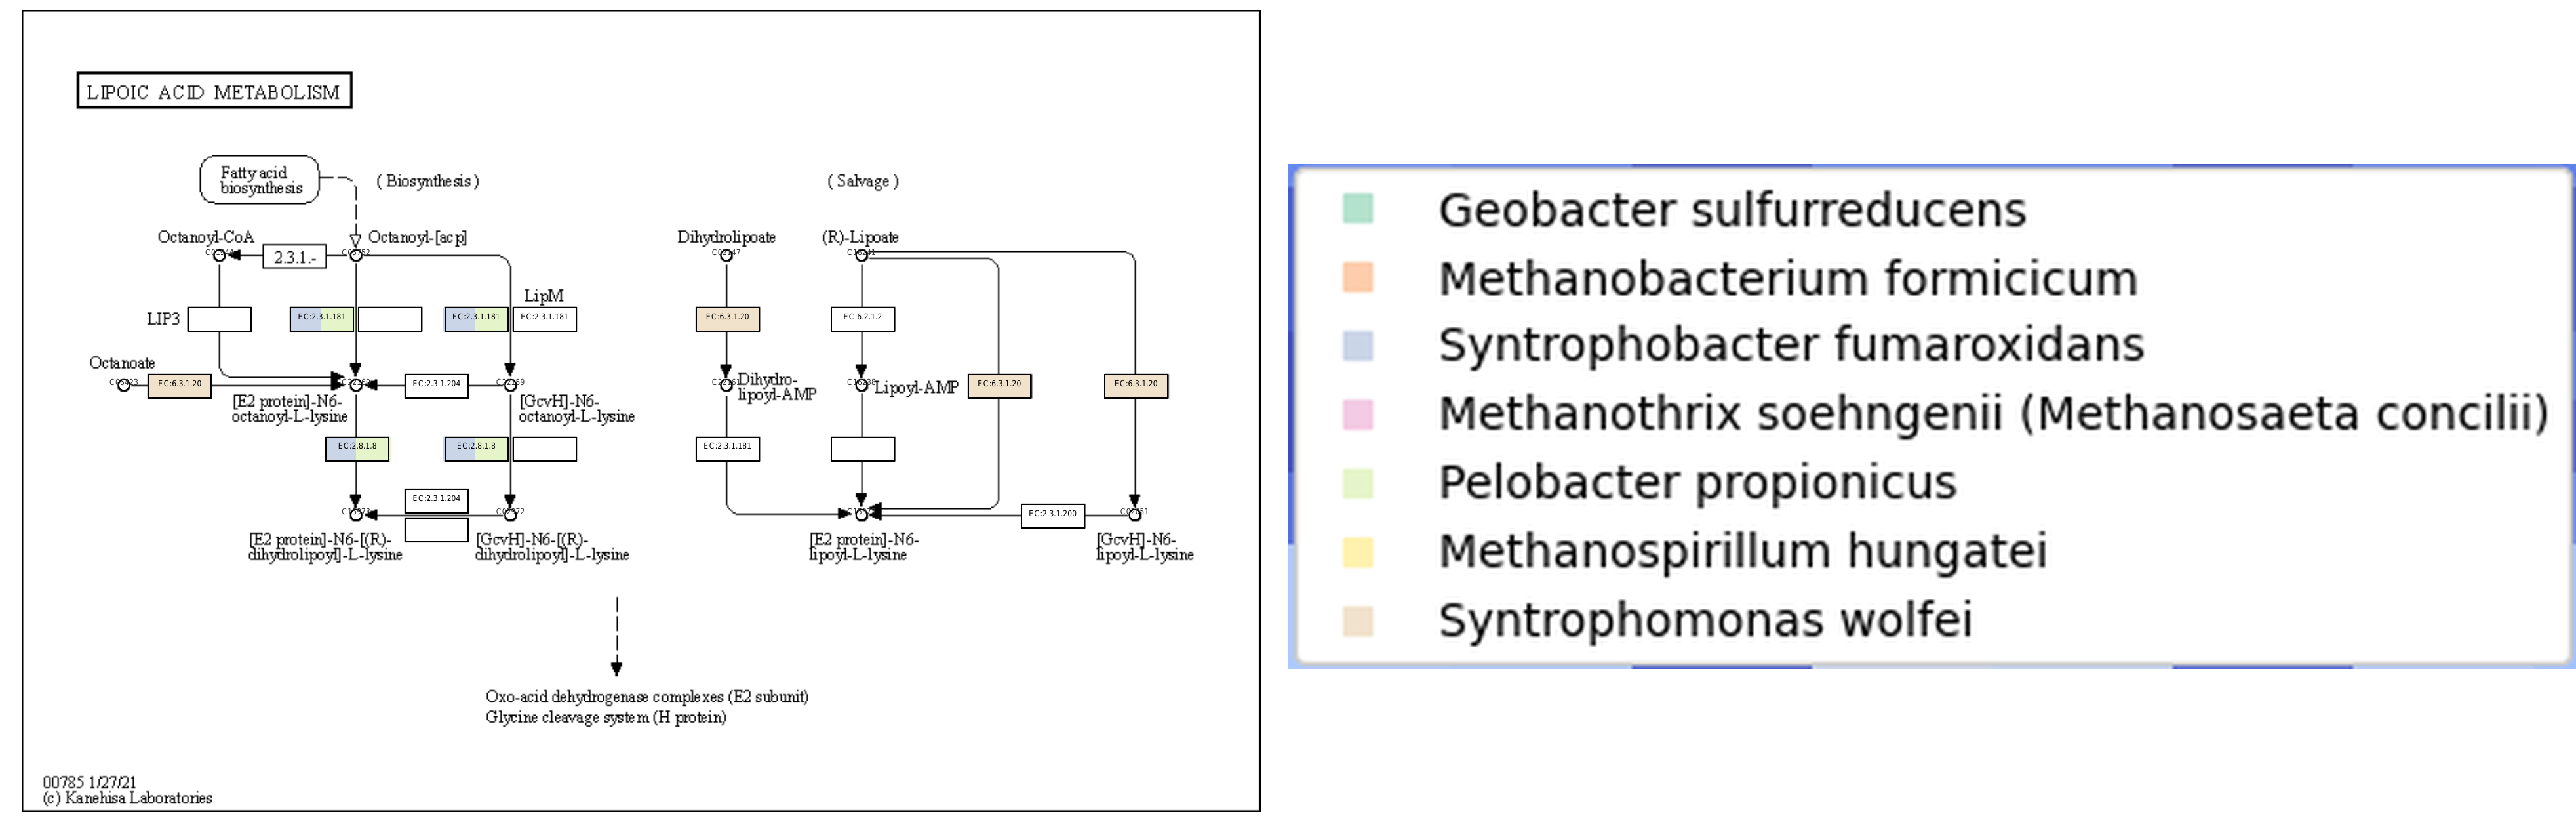 LIPOIC ACID METABOLISM
Fatty acid
biosynthesis
( Biosynthesis )
( Salvage )
Octanoyl-CoA
2.3.1.-
Octanoyl-[acp]
Dihydrolipoate
(R)-Lipoate
LipM
LIP3
EC:2.3.1.181
EC:2.3.1.181
EC:2.3.1.181
EC:6.3.1.20
EC:6.2.1.2
Octanoate
EC:6.3.1.20
EC:2.3.1.204
Dihydro-
lipoyl-AMP
Lipoyl-AMP
EC:6.3.1.20
EC:6.3.1.20
[E2 protein]-N6-
octanoyl-L-lysine
[GcvH]-N6-
octanoyl-L-lysine
EC:2.8.1.8
EC:2.8.1.8
EC:2.3.1.181
EC:2.3.1.204
EC:2.3.1.200
[E2 protein]-N6-[(R)-
dihydrolipoyl]-L-lysine
[GcvH]-N6-[(R)-
dihydrolipoyl]-L-lysine
[E2 protein]-N6-
lipoyl-L-lysine
[GcvH]-N6-
lipoyl-L-lysine
Oxo-acid dehydrogenase complexes (E2 subunit)
Glycine cleavage system (H protein)
00785 1/27/21
(c) Kanehisa Laboratories
Geobacter sulfurreducens
Methanobacterium formicicum
Syntrophobacter fumaroxidans
Methanothrix soehngenii (Methanosaeta concilii)
Pelobacter propionicus
Methanospirillum hungatei
Syntrophomonas wolfei